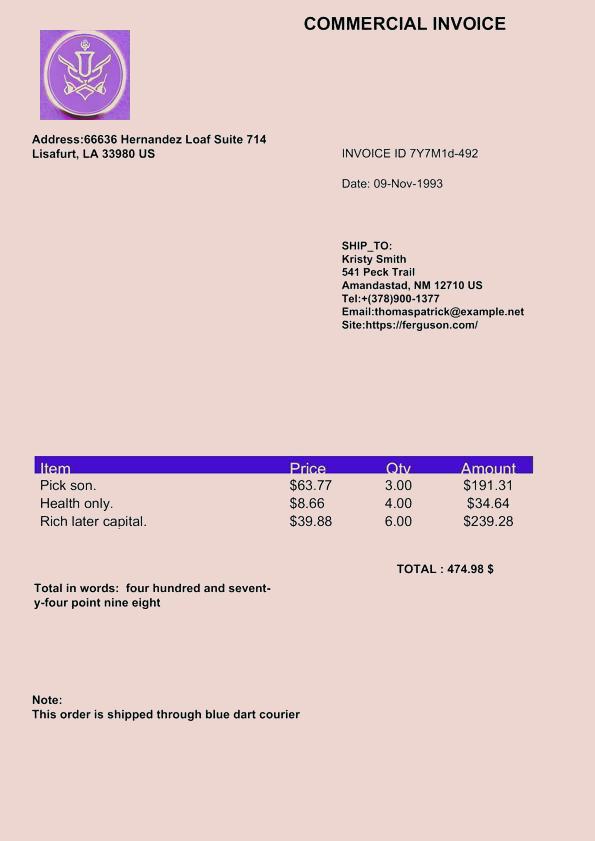 COMMERCIAL INVOICE
Address:66636 Hernandez Loaf Suite 714
Lisafurt, LA 33980 US
INVOICE ID 7Y7M1d-492
Date: 09-Nov-1993
SHIP_TO:
Kristy Smith
541 Peck Trail
Amandastad, NM 12710 US
Tel:+(378)900-1377
Email:thomaspatrick@example.net
Site:https://ferguson.com/
Item Price Qty Amount
Pick son. $63.77 3.00 $191.31
Health only. $8.66 4.00 $34.64
Rich later capital. $39.88 6.00 $239.28
TOTAL : 474.98 $
Total in words: four hundred and sevent-
y-four point nine eight
Note:
This order is shipped through blue dart courier